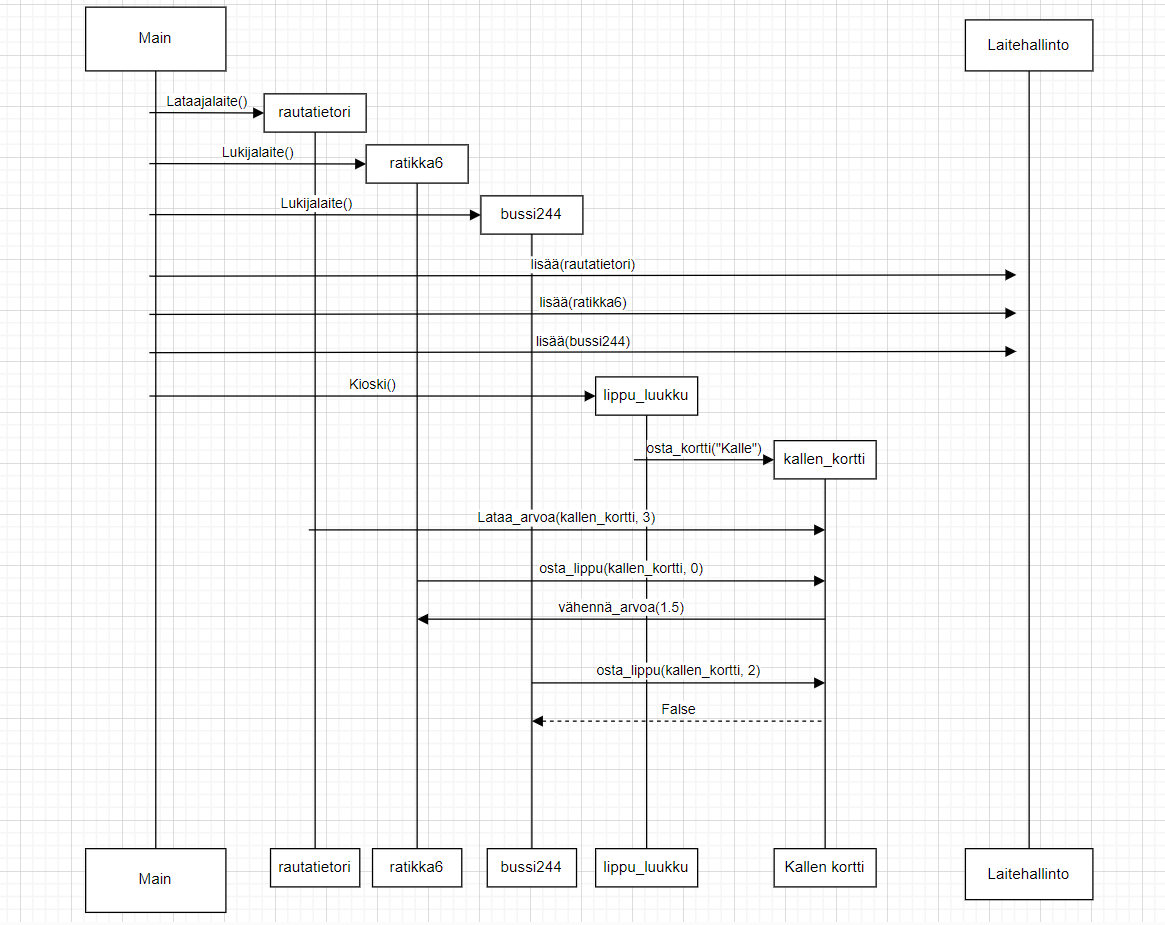 Main
Laitehallinto
Lataajalaite()
rautatietori
Lukijalaite()
ratikka6
Lukijalaite()
bussi244
lisää(rautatietori)
lisää(ratikka6)
lisää(bussi244)
Kioski()
lippu_luukku
osta_kortti("Kalle")
kallen_kortti
Lataa_arvoa(kallen_kortti, 3)
osta_lippu(kallen_kortti, 0)
vähennä_arvoa(1.5)
osta_lippu(kallen_kortti, 2)
False
Main
rautatietori
ratikka6
bussi244
lippu_luukku
Kallen kortti
Laitehallinto